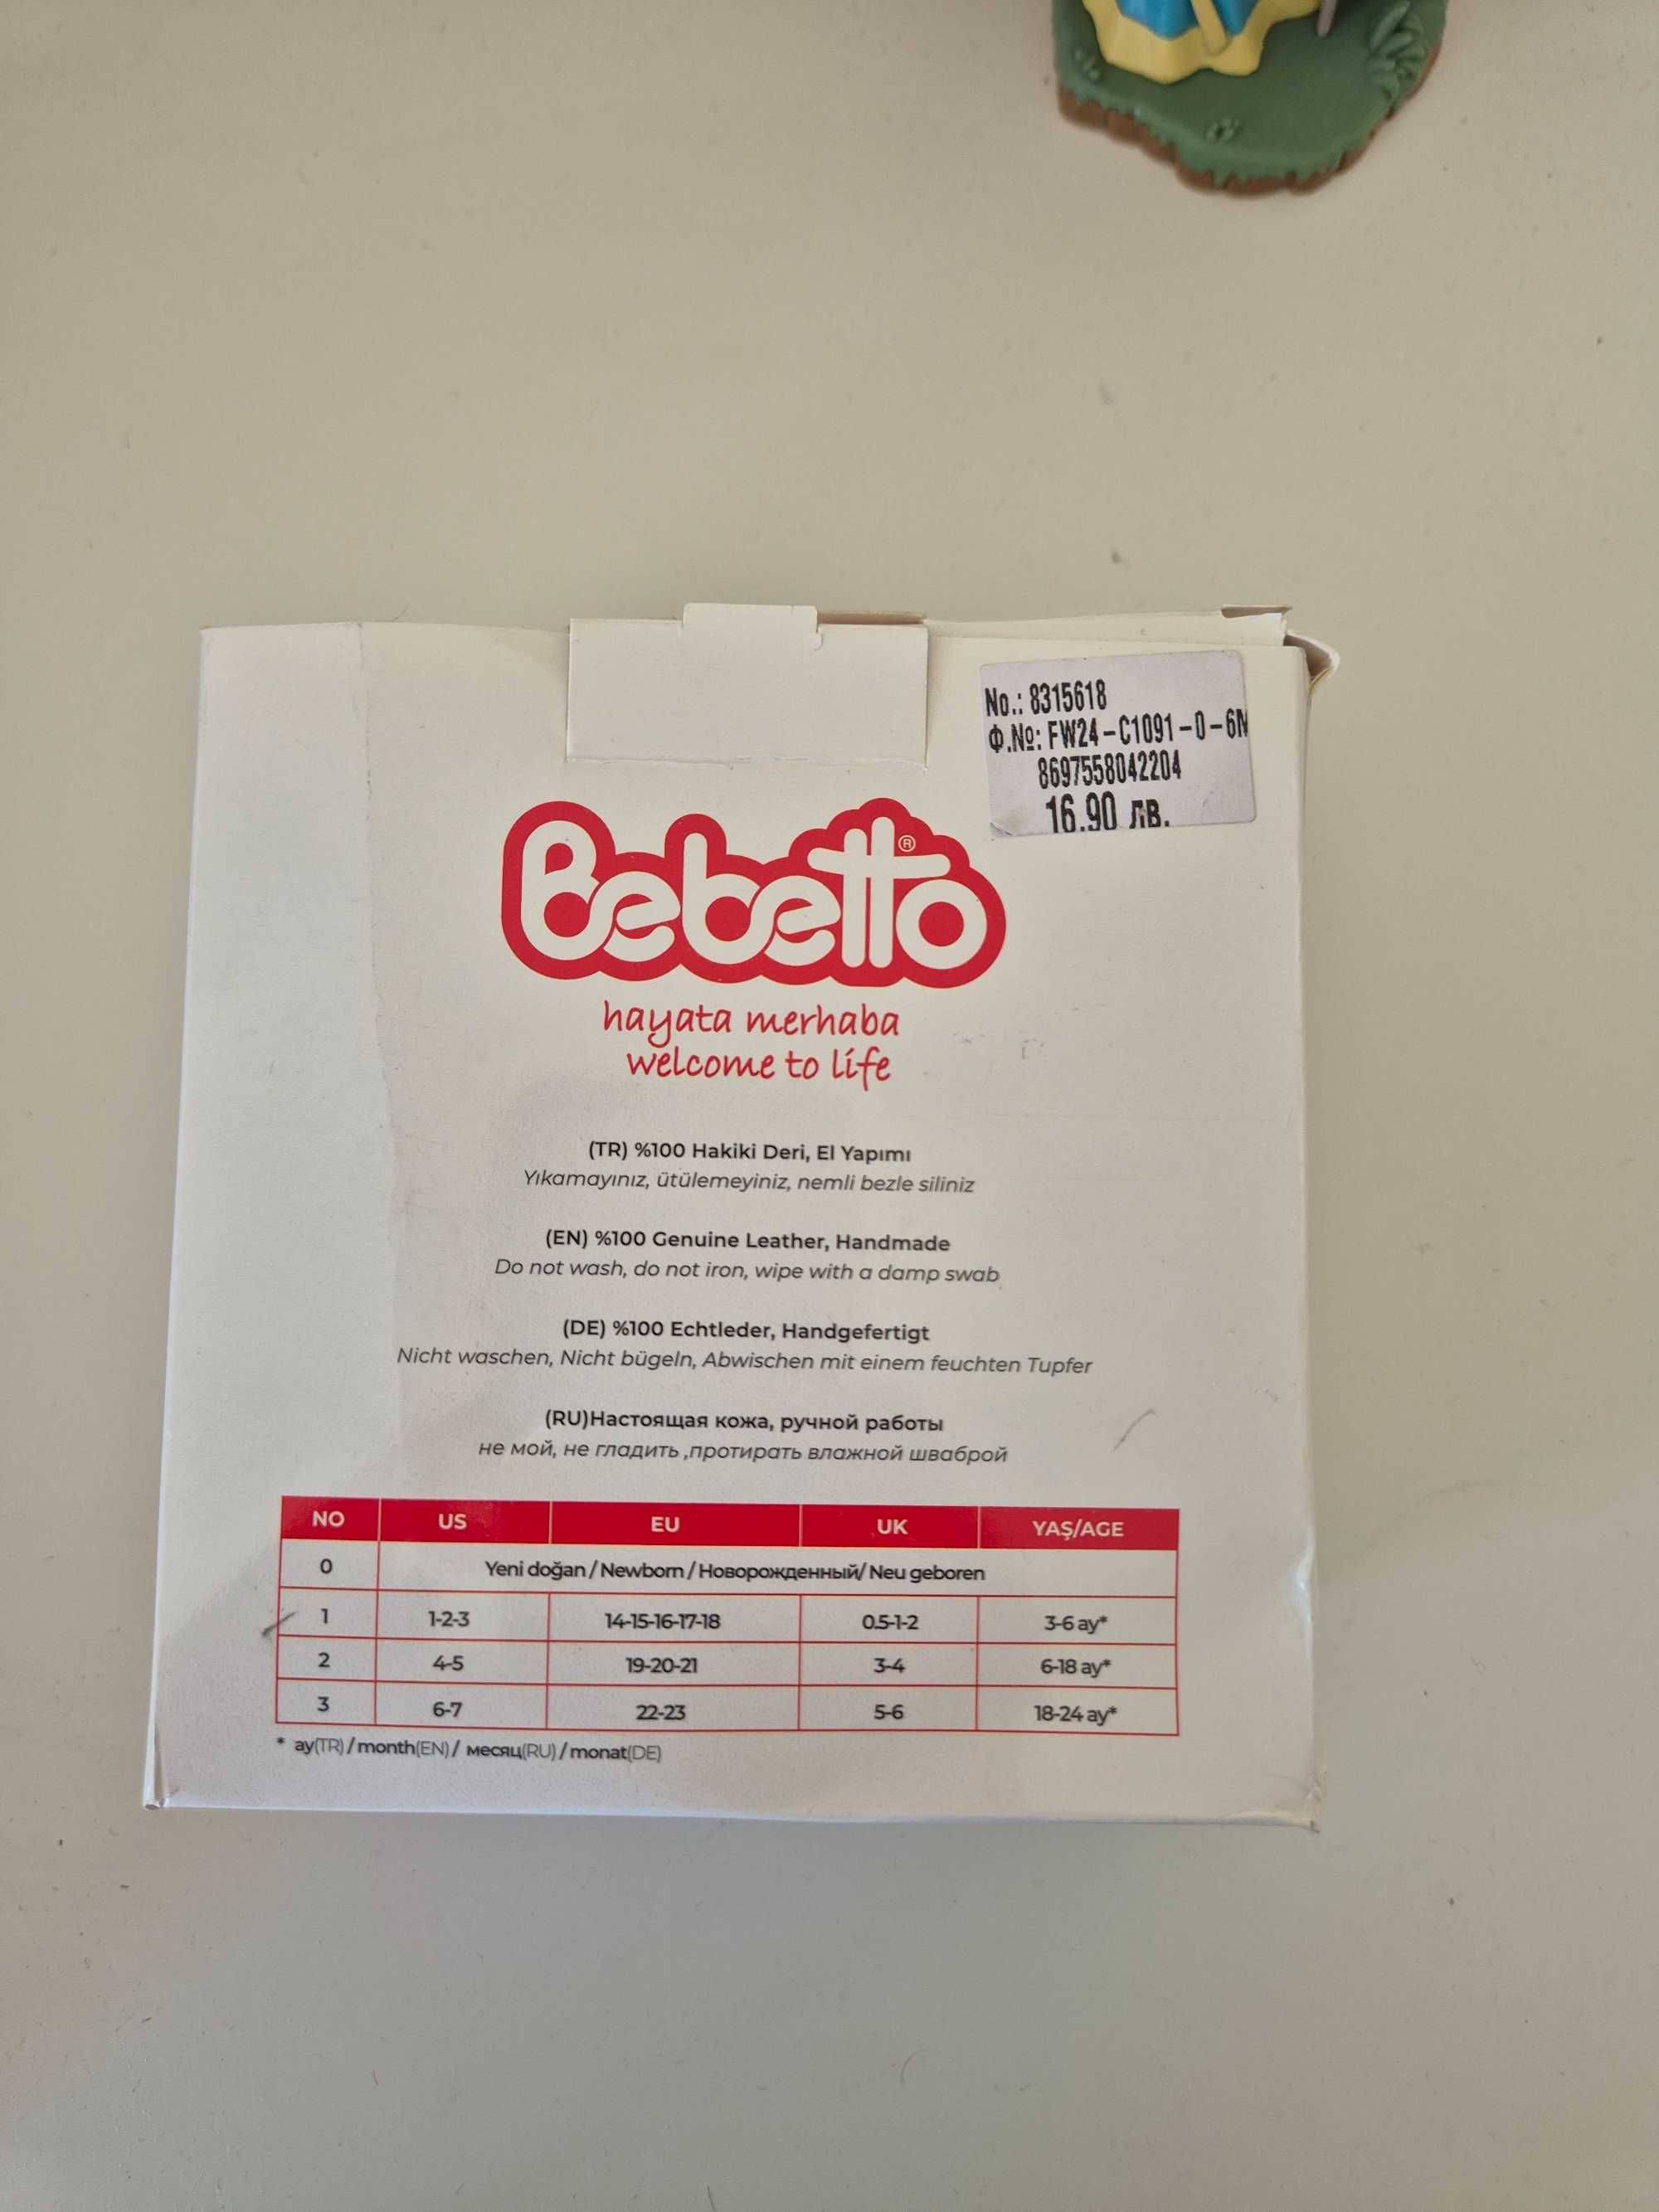 No.: 8315618
Ф.№: FW24-C1091-0-6M
8697558042204
16.90 лв.
Bebetto®
hayata merhaba
welcome to life
(TR) %100 Hakiki Deri, El Yapımı
Yıkamayınız, ütülemeyiniz, nemli bezle siliniz
(EN) %100 Genuine Leather, Handmade
Do not wash, do not iron, wipe with a damp swab
(DE) %100 Echtleder, Handgefertigt
Nicht waschen, Nicht bügeln, Abwischen mit einem feuchten Tupfer
(RU)Настоящая кожа, ручной работы
не мой, не гладить ,протирать влажной шваброй
NO US EU UK YAŞ/AGE
0 Yeni doğan / Newborn / Новорожденный/ Neu geboren
1 1-2-3 14-15-16-17-18 0.5-1-2 3-6 ay*
2 4-5 19-20-21 3-4 6-18 ay*
3 6-7 22-23 5-6 18-24 ay*
* ay(TR) / month(EN) / месяц(RU) / monat(DE)